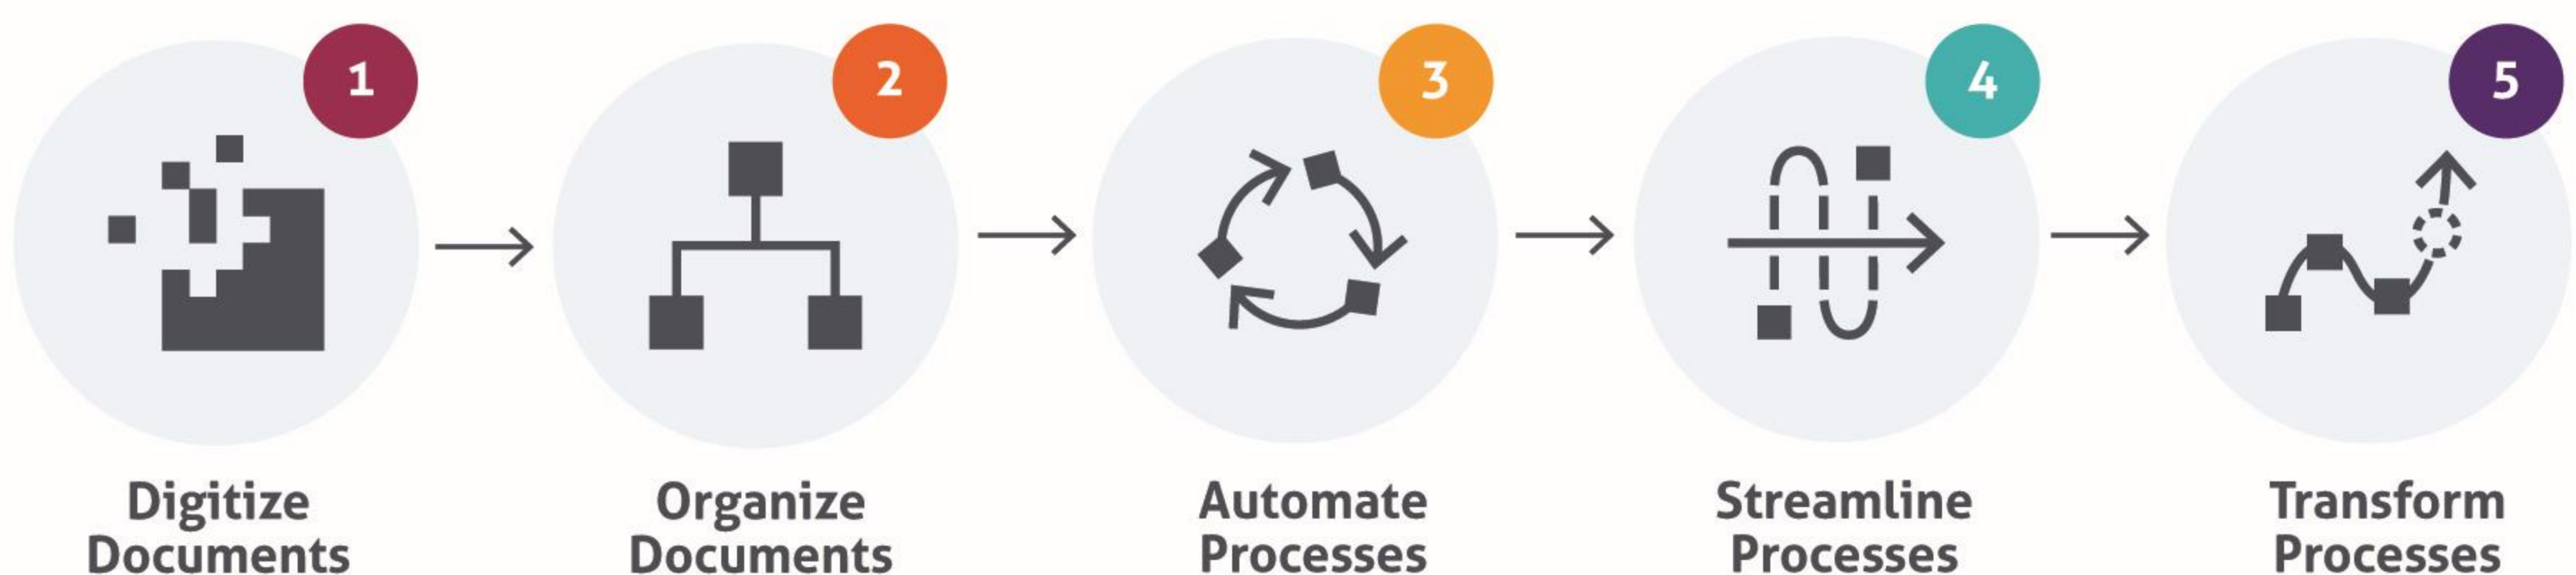 1
Digitize
Documents
2
Organize
Documents
3
Automate
Processes
4
Streamline
Processes
5
Transform
Processes